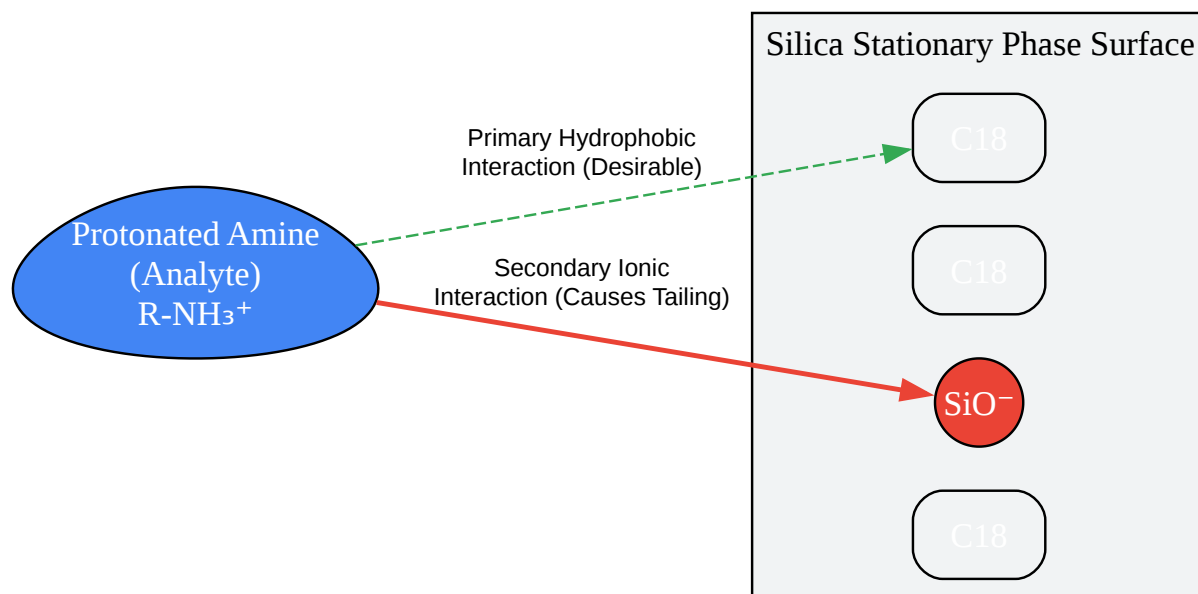 Silica Stationary Phase Surface
C18
Primary Hydrophobic
Interaction (Desirable)
Protonated Amine
(Analyte)
R-NH₃⁺
C18
Secondary Ionic
Interaction (Causes Tailing)
SiO⁻
C18